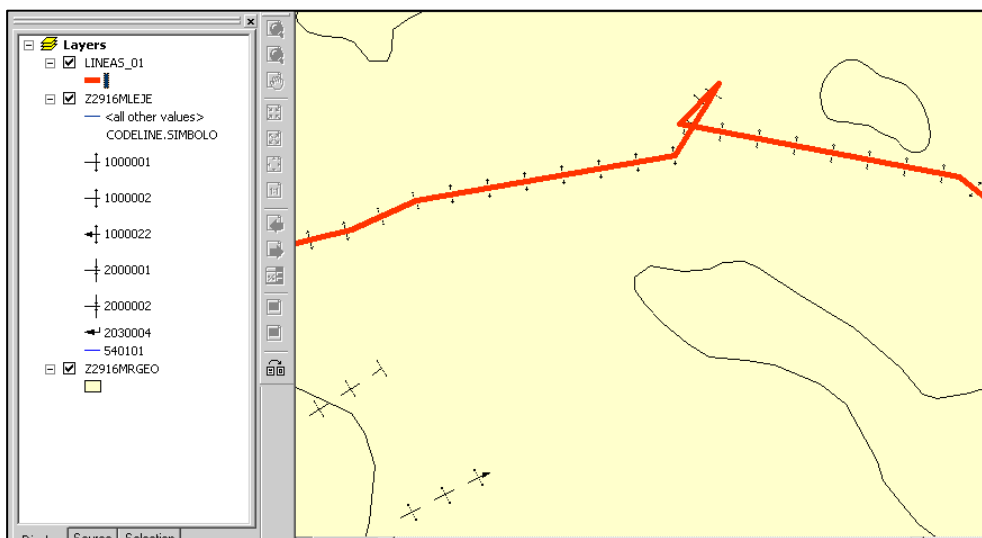 Layers
LINEAS_01
Z2916MLEJE
<all other values>
CODELINE.SIMBOLO
1000001
1000002
1000022
2000001
2000002
2030004
540101
Z2916MRGEO
Source
Selection